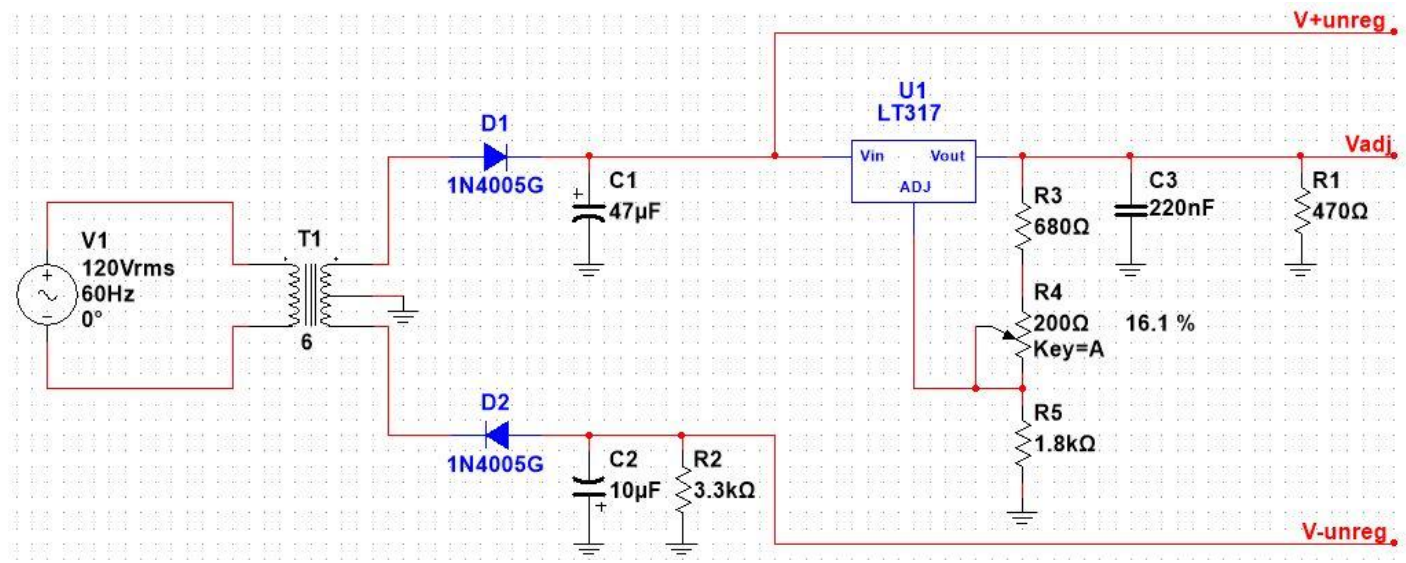 V+unreg
U1
LT317
D1
Vin
Vout
Vadj
1N4005G
C1
47µF
ADJ
R3
680Ω
C3
220nF
R1
470Ω
V1
120Vrms
60Hz
0°
T1
6
R4
200Ω
16.1 %
Key=A
D2
1N4005G
C2
10µF
R2
3.3kΩ
R5
1.8kΩ
V-unreg